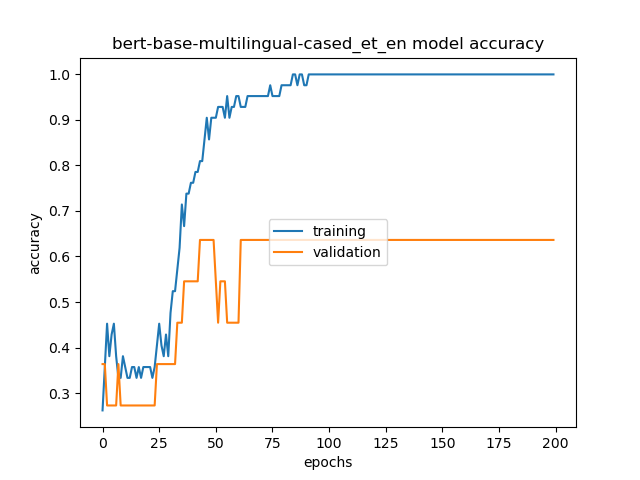 bert-base-multilingual-cased_et_en model accuracy
1.0
0.9
0.8
0.7
0.6
0.5
0.4
0.3
accuracy
training
validation
0 25 50 75 100 125 150 175 200
epochs